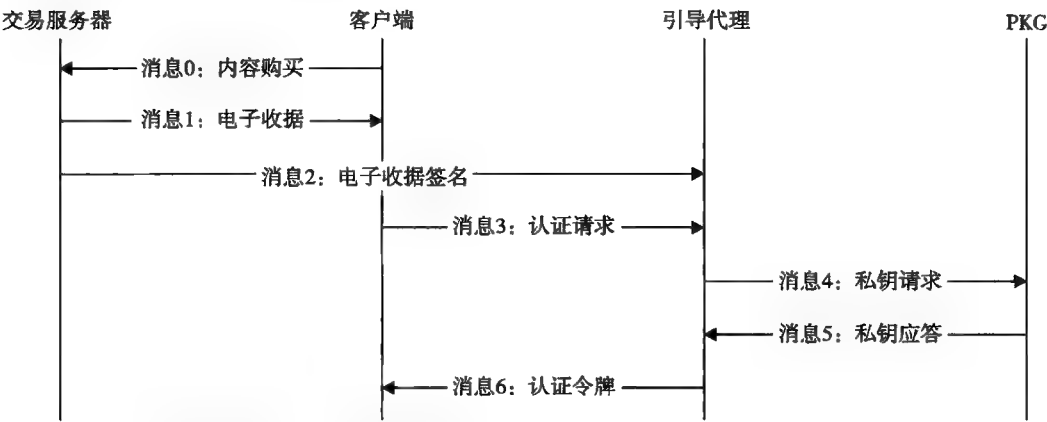 交易服务器 客户端 引导代理 PKG
消息0：内容购买
消息1：电子收据
消息2：电子收据签名
消息3：认证请求
消息4：私钥请求
消息5：私钥应答
消息6：认证令牌